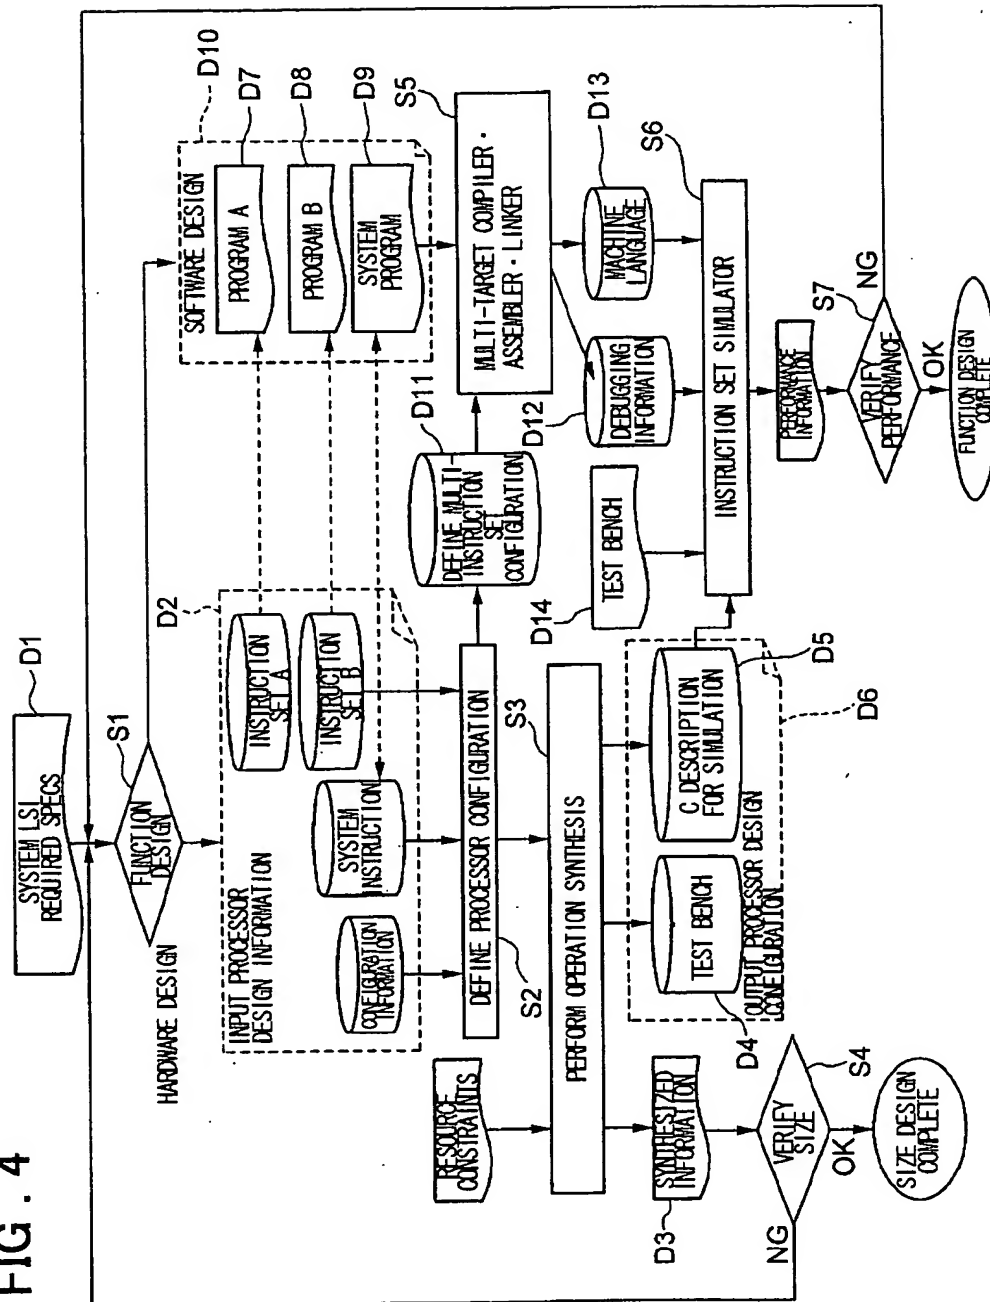 FIG. 4
SYSTEM LSI
REQUIRED SPECS
D1
FUNCTION
DESIGN
S1
HARDWARE DESIGN
INPUT PROCESSOR
DESIGN INFORMATION
D2
CONFIGURATION
INFORMATION
SYSTEM
INSTRUCTION
INSTRUCTION
SET A
INSTRUCTION
SET B
SOFTWARE DESIGN
D10
PROGRAM A
D7
PROGRAM B
D8
SYSTEM
PROGRAM
D9
RESOURCE
CONSTRAINTS
DEFINE PROCESSOR CONFIGURATION
S2
DEFINE MULTI
INSTRUCTION
SET
CONFIGURATION
D11
MULTI-TARGET COMPILER ·
ASSEMBLER · LINKER
S5
PERFORM OPERATION SYNTHESIS
S3
TEST BENCH
D14
DEBUGGING
INFORMATION
D12
MACHINE
LANGUAGE
D13
SYNTHESIZED
INFORMATION
D3
TEST BENCH
D4
C DESCRIPTION
FOR SIMULATION
D5
OUTPUT PROCESSOR DESIGN
CONFIGURATION
D6
INSTRUCTION SET SIMULATOR
S6
PERFORMANCE
INFORMATION
VERIFY
SIZE
S4
NG
OK
SIZE DESIGN
COMPLETE
VERIFY
PERFORMANCE
S7
NG
OK
FUNCTION DESIGN
COMPLETE